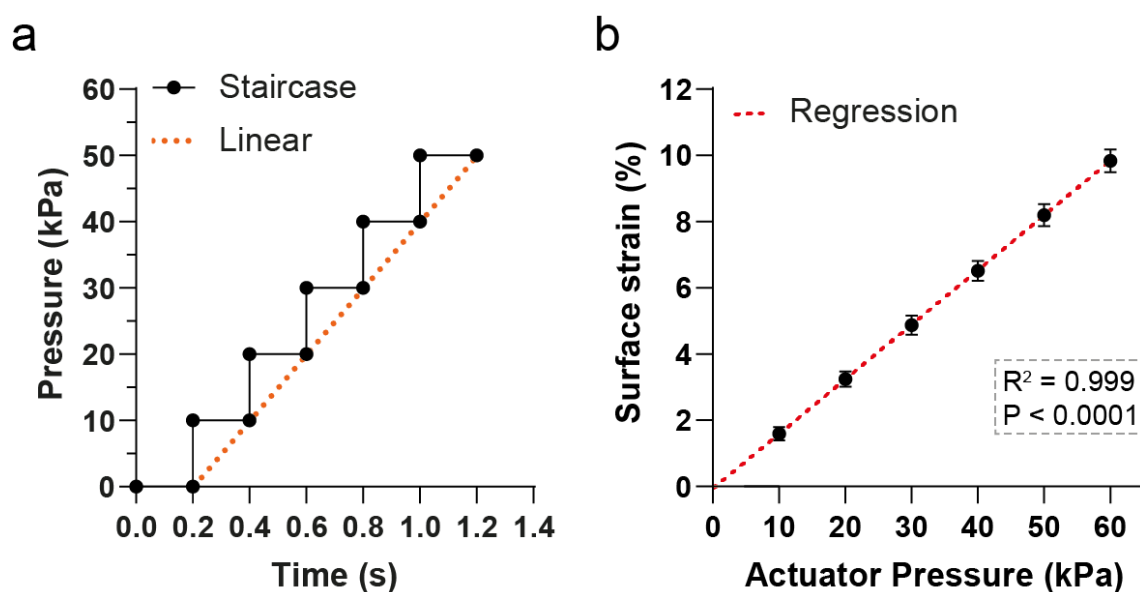 a
Staircase
Linear
Pressure (kPa)
60
50
40
30
20
10
0
0.0 0.2 0.4 0.6 0.8 1.0 1.2 1.4
Time (s)
b
Regression
Surface strain (%)
12
10
8
6
4
2
0
R² = 0.999
P < 0.0001
0 10 20 30 40 50 60
Actuator Pressure (kPa)